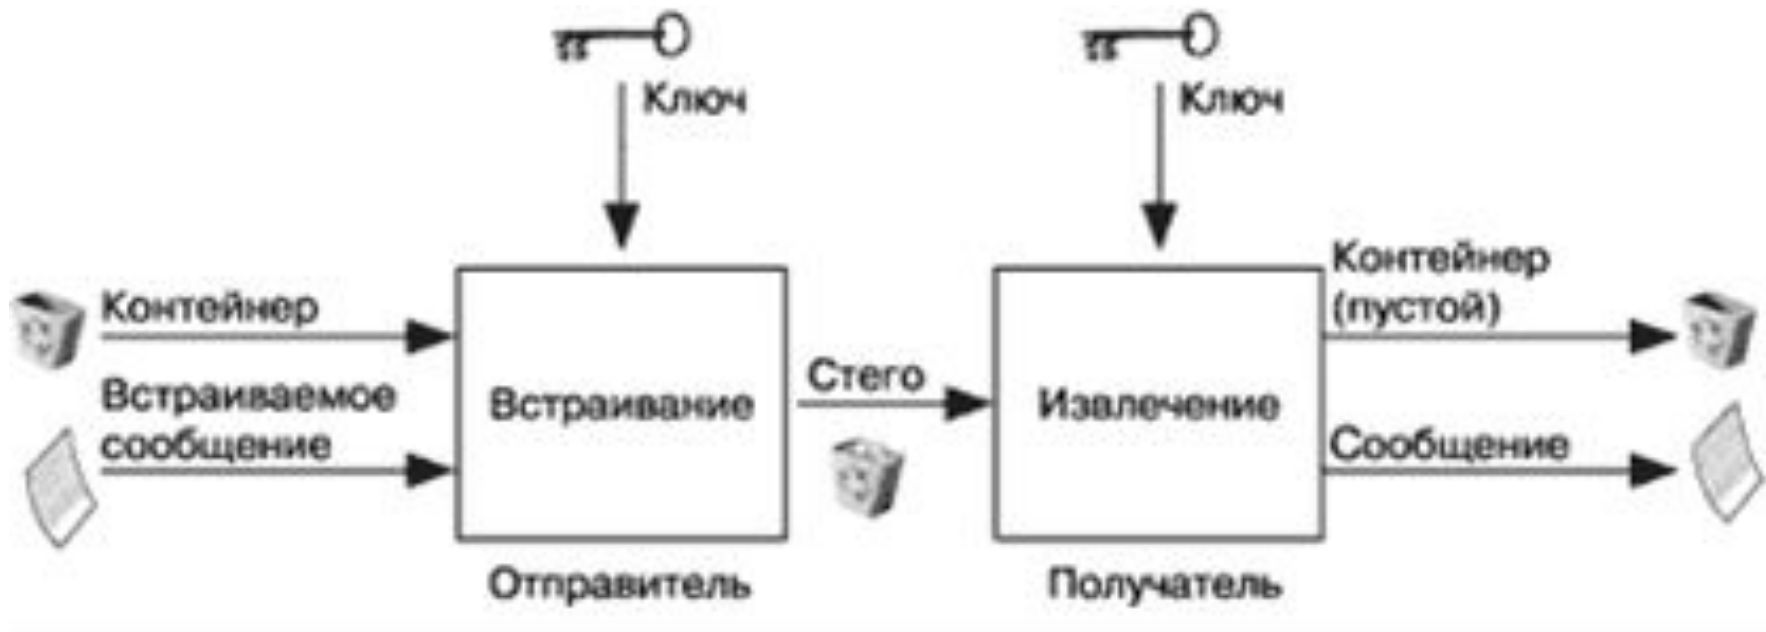 Ключ
Ключ
Контейнер
Встраиваемое
сообщение
Встраивание
Отправитель
Стего
Извлечение
Получатель
Контейнер
(пустой)
Сообщение